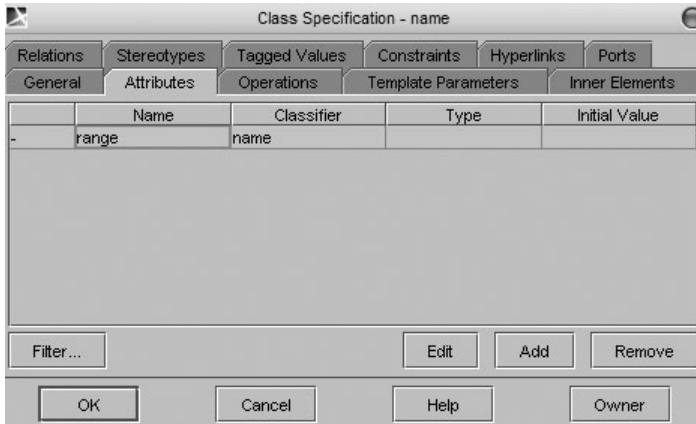 Class Specification - name
Relations Stereotypes Tagged Values Constraints Hyperlinks Ports
General Attributes Operations Template Parameters Inner Elements
Name Classifier Type Initial Value
- range name
Filter... Edit Add Remove
OK Cancel Help Owner